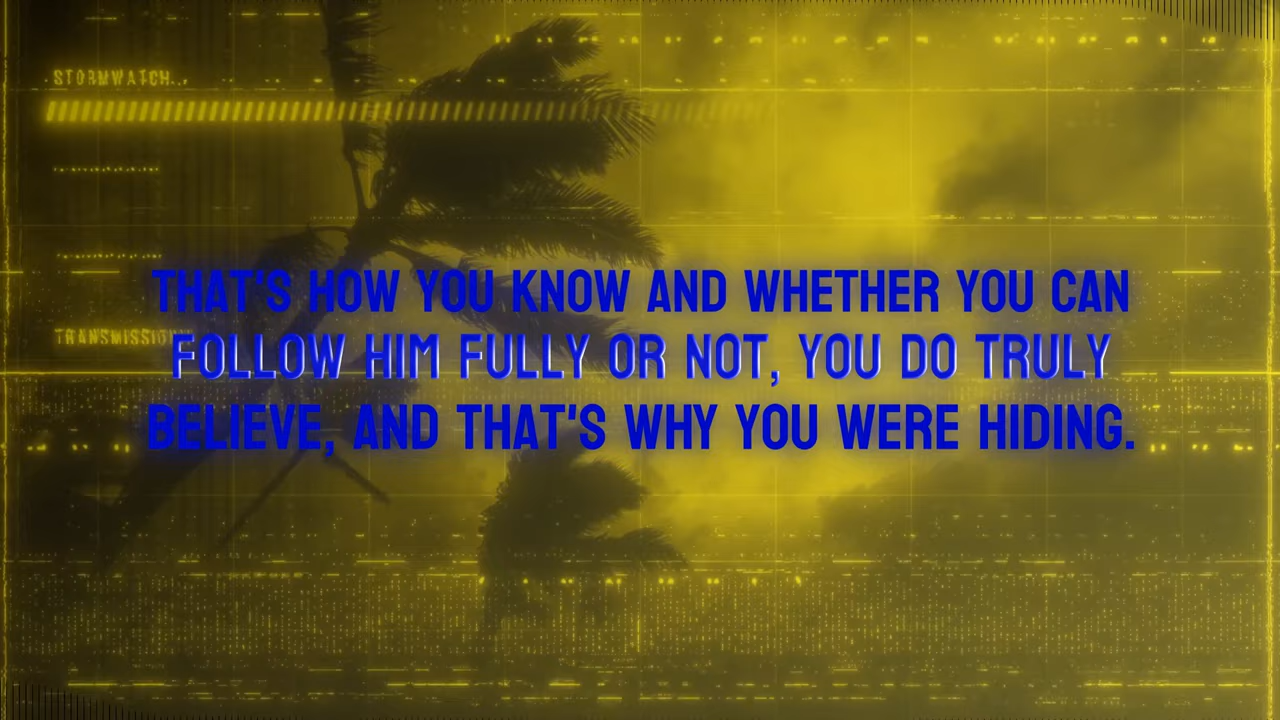 STORMWATCH
TRANSMISSION
THAT'S HOW YOU KNOW AND WHETHER YOU CAN
FOLLOW HIM FULLY OR NOT, YOU DO TRULY
BELIEVE, AND THAT'S WHY YOU WERE HIDING.